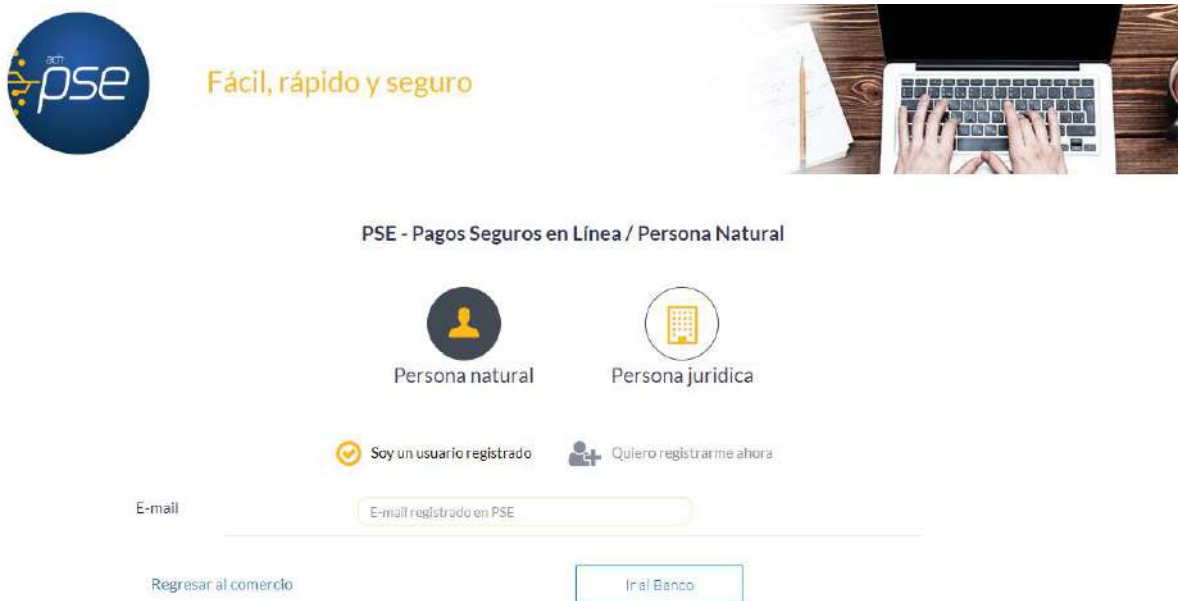 ach
pse
Fácil, rápido y seguro
PSE - Pagos Seguros en Línea / Persona Natural
Persona natural
Persona juridica
Soy un usuario registrado
Quiero registrarme ahora
E-mail
E-mail registrado en PSE
Regresar al comercio
Ir al Banco